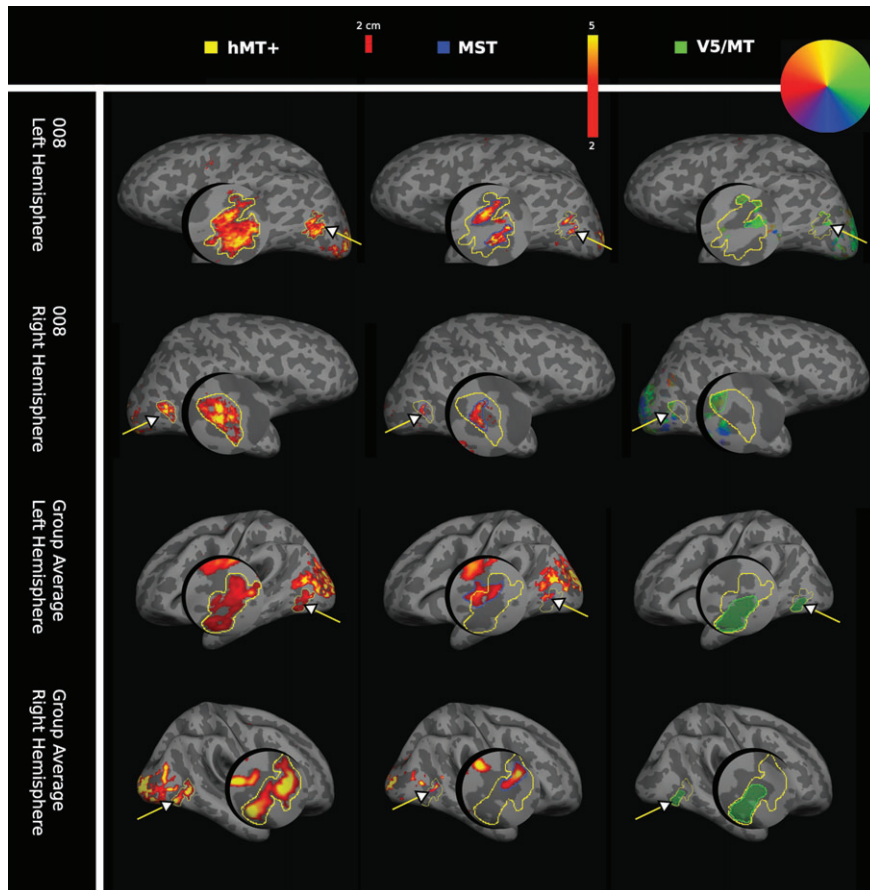 hMT+
2 cm
MST
5
2
V5/MT
008
Left Hemisphere
008
Right Hemisphere
Group Average
Left Hemisphere
Group Average
Right Hemisphere